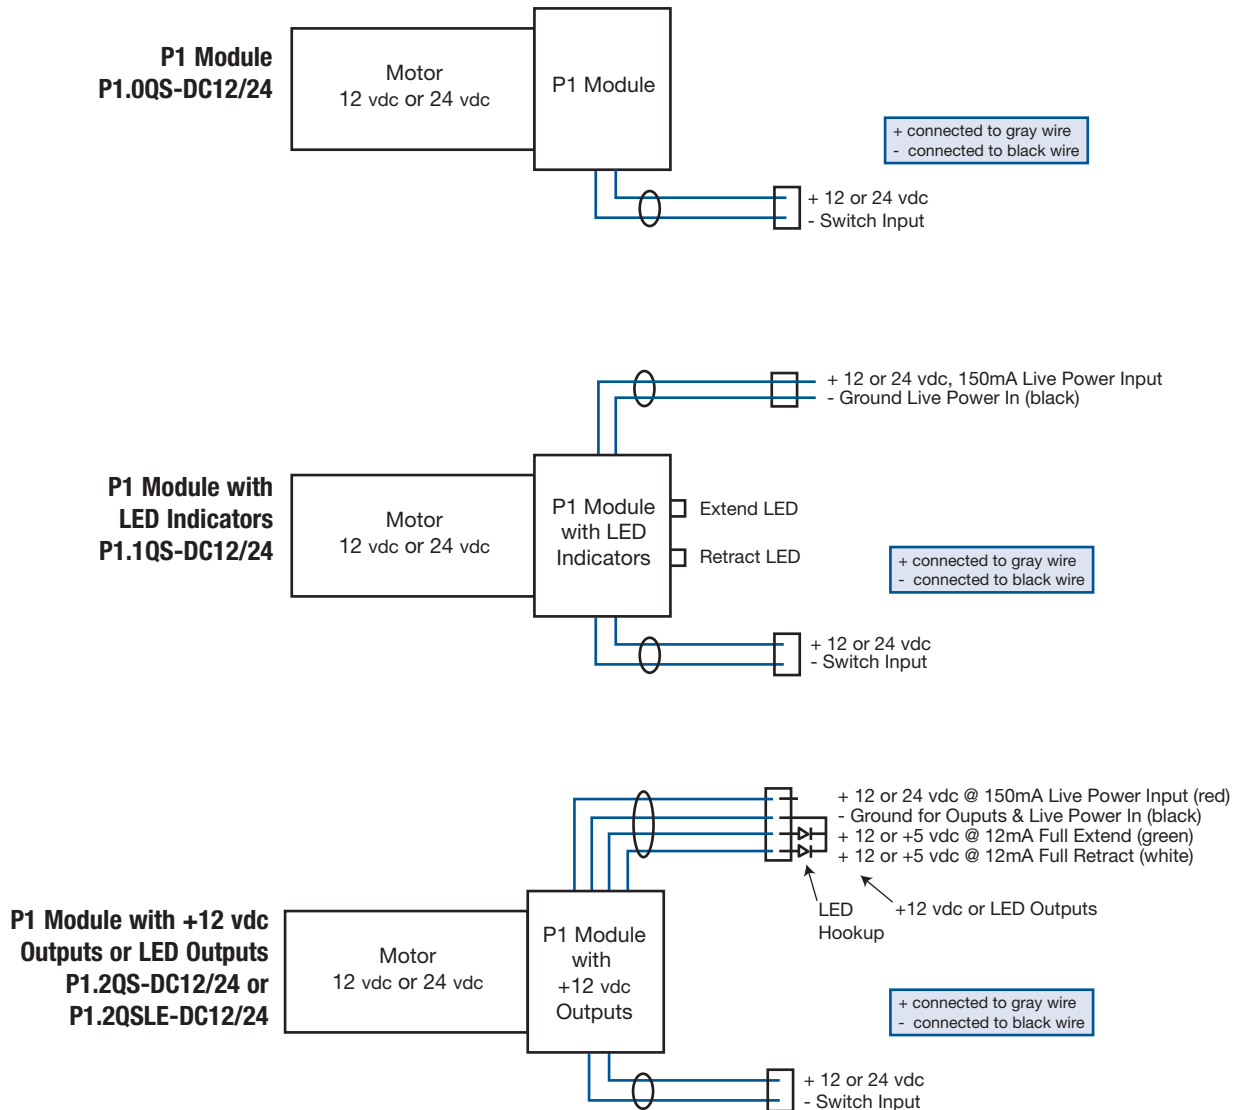 P1 Module
P1.0QS-DC12/24
Motor
12 vdc or 24 vdc
P1 Module
+ connected to gray wire
- connected to black wire
+ 12 or 24 vdc
- Switch Input
+ 12 or 24 vdc, 150mA Live Power Input
- Ground Live Power In (black)
P1 Module with
LED Indicators
P1.1QS-DC12/24
Motor
12 vdc or 24 vdc
P1 Module
with LED
Indicators
Extend LED
Retract LED
+ connected to gray wire
- connected to black wire
+ 12 or 24 vdc
- Switch Input
+ 12 or 24 vdc @ 150mA Live Power Input (red)
- Ground for Ouputs & Live Power In (black)
+ 12 or +5 vdc @ 12mA Full Extend (green)
+ 12 or +5 vdc @ 12mA Full Retract (white)
LED
Hookup
+12 vdc or LED Outputs
P1 Module with +12 vdc
Outputs or LED Outputs
P1.2QS-DC12/24 or
P1.2QSLE-DC12/24
Motor
12 vdc or 24 vdc
P1 Module
with
+12 vdc
Outputs
+ connected to gray wire
- connected to black wire
+ 12 or 24 vdc
- Switch Input